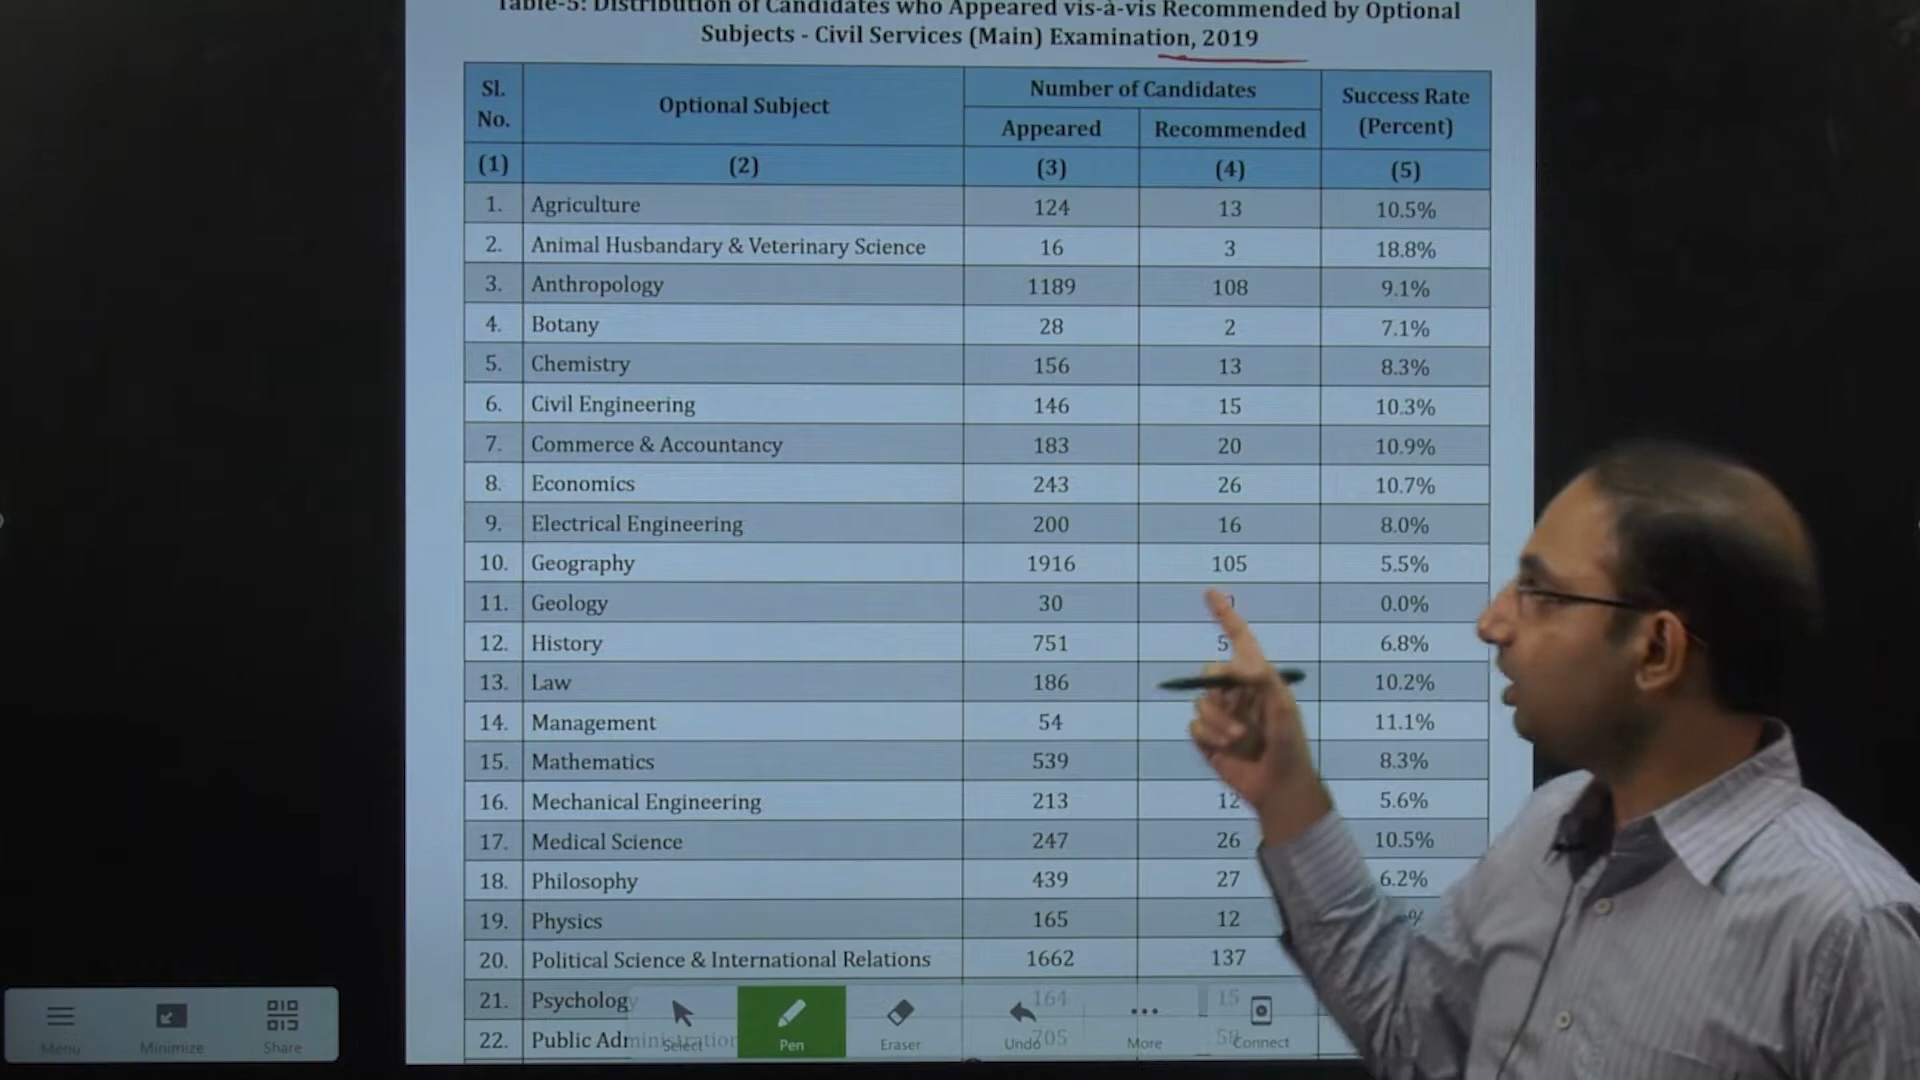 Table-5: Distribution of Candidates who Appeared vis-à-vis Recommended by Optional
Subjects - Civil Services (Main) Examination, 2019
Sl. No. Optional Subject Number of Candidates Success Rate (Percent)
Appeared Recommended
(1) (2) (3) (4) (5)
1. Agriculture 124 13 10.5%
2. Animal Husbandary & Veterinary Science 16 3 18.8%
3. Anthropology 1189 108 9.1%
4. Botany 28 2 7.1%
5. Chemistry 156 13 8.3%
6. Civil Engineering 146 15 10.3%
7. Commerce & Accountancy 183 20 10.9%
8. Economics 243 26 10.7%
9. Electrical Engineering 200 16 8.0%
10. Geography 1916 105 5.5%
11. Geology 30 0.0%
12. History 751 6.8%
13. Law 186 10.2%
14. Management 54 11.1%
15. Mathematics 539 8.3%
16. Mechanical Engineering 213 12 5.6%
17. Medical Science 247 26 10.5%
18. Philosophy 439 27 6.2%
19. Physics 165 12
20. Political Science & International Relations 1662 137
21. Psychology 164 15
22. Public Administration 705
Menu Minimize Share Select Pen Eraser Undo More Connect